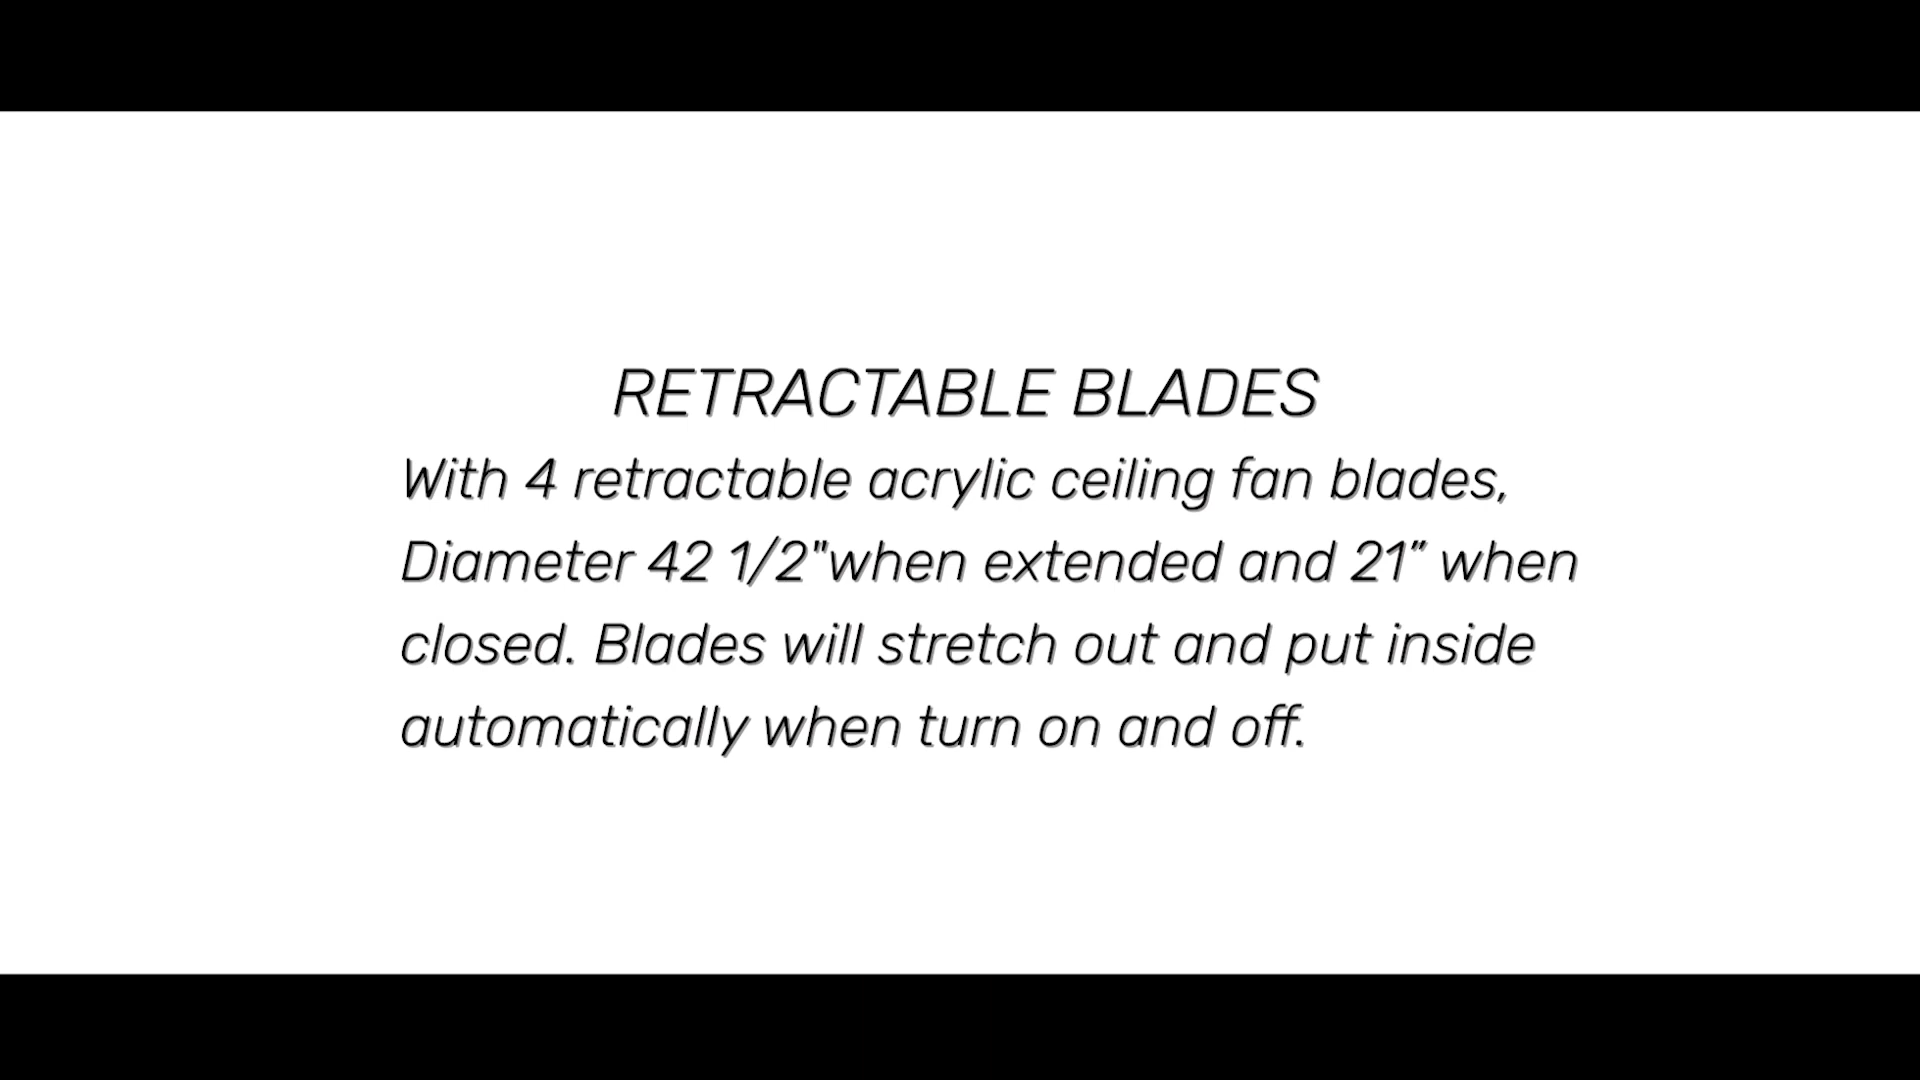 RETRACTABLE BLADES
With 4 retractable acrylic ceiling fan blades,
Diameter 42 1/2"when extended and 21” when
closed. Blades will stretch out and put inside
automatically when turn on and off.